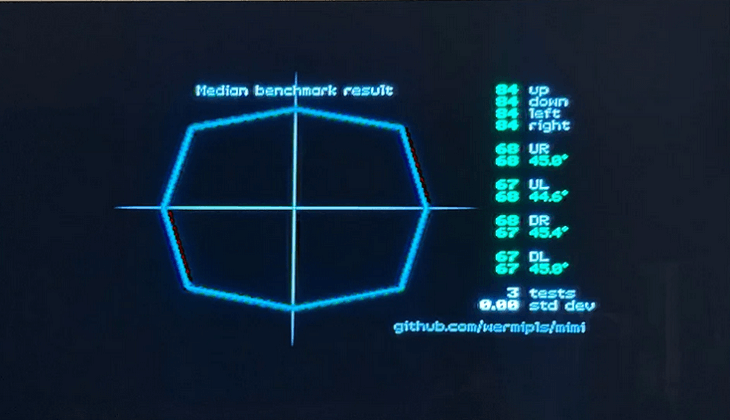 Median benchmark result
84 up
84 down
84 left
84 right
68 UR
68 45.0°
67 UL
68 44.6°
68 DR
67 45.4°
67 DL
67 45.0°
3 tests
0.00 std dev
github.com/wermipls/mimi